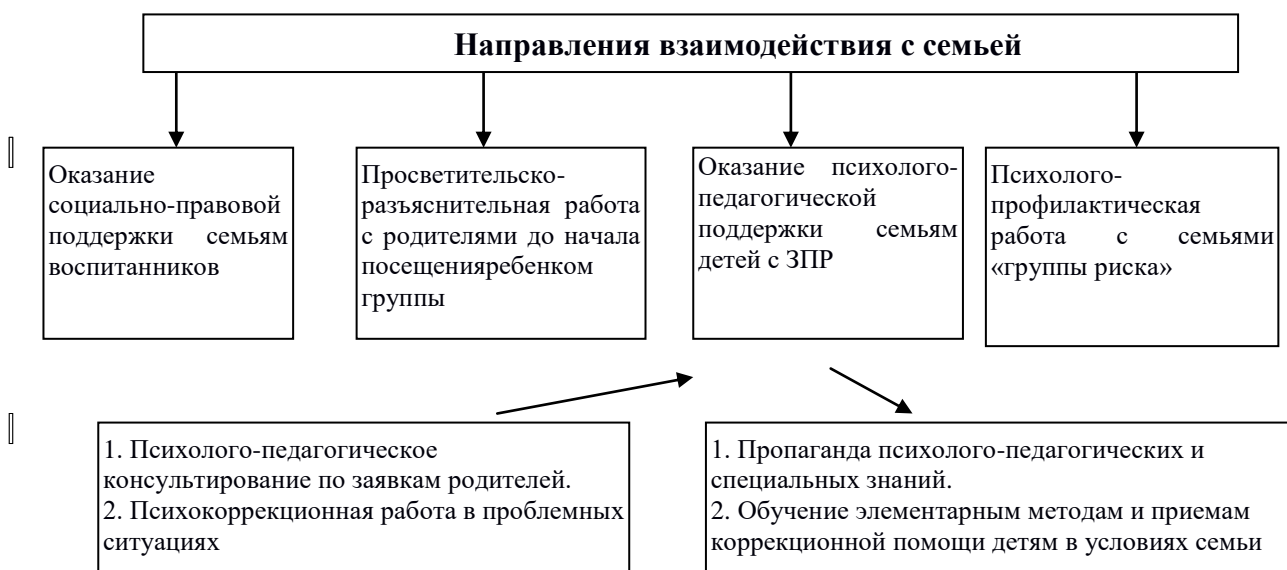 Направления взаимодействия с семьей
Оказание
социально-правовой
поддержки семьям
воспитанников
Просветительско-
разъяснительная работа
с родителями до начала
посещенияребенком
группы
Оказание психолого-
педагогической
поддержки семьям
детей с ЗПР
Психолого-
профилактическая
работа с семьями
«группы риска»
1. Психолого-педагогическое
консультирование по заявкам родителей.
2. Психокоррекционная работа в проблемных
ситуациях
1. Пропаганда психолого-педагогических и
специальных знаний.
2. Обучение элементарным методам и приемам
коррекционной помощи детям в условиях семьи